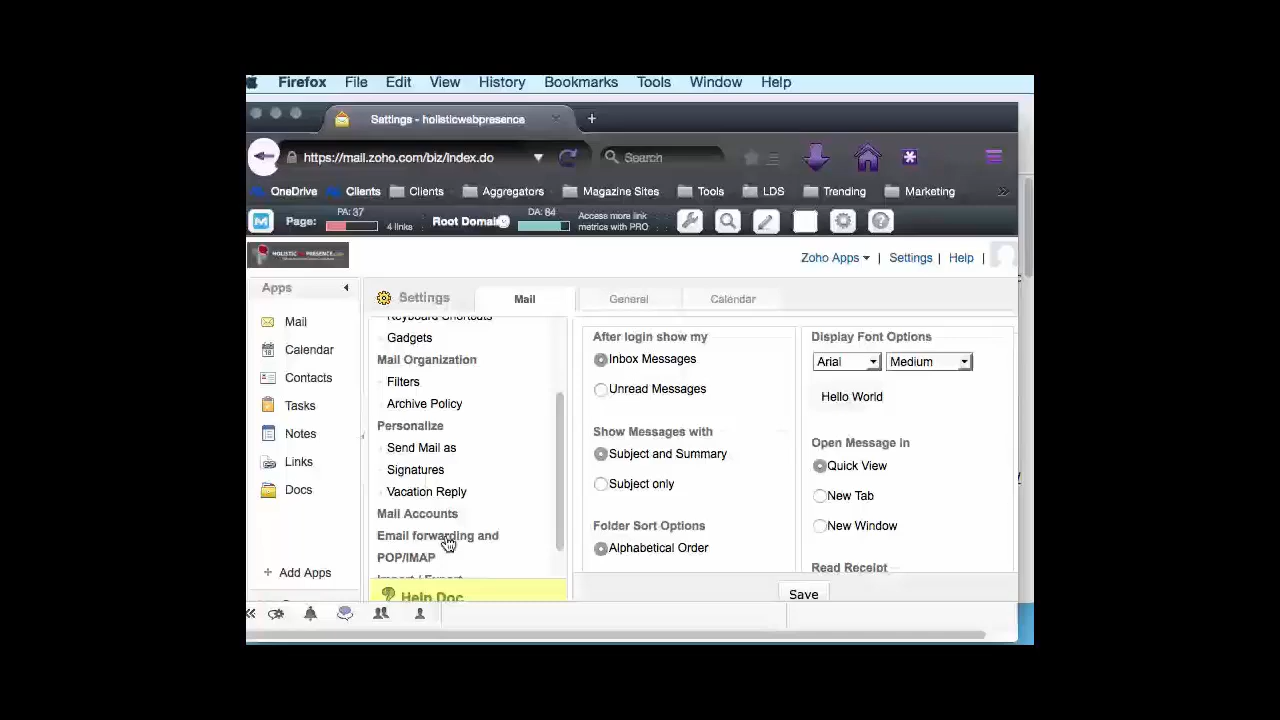 Firefox File Edit View History Bookmarks Tools Window Help
Settings - holisticwebpresence
https://mail.zoho.com/biz/index.do Search
OneDrive Clients Clients Aggregators Magazine Sites Tools LDS Trending Marketing
Page: PA: 37 4 links Root Domain DA: 84 Access more link metrics with PRO
Zoho Apps | Settings | Help
Apps
Mail
Calendar
Contacts
Tasks
Notes
Links
Docs
+ Add Apps
Settings Mail General Calendar
Keyboard Shortcuts
Gadgets
Mail Organization
Filters
Archive Policy
Personalize
Send Mail as
Signatures
Vacation Reply
Mail Accounts
Email forwarding and
POP/IMAP
Import / Export
Help Doc
After login show my
Inbox Messages
Unread Messages
Show Messages with
Subject and Summary
Subject only
Folder Sort Options
Alphabetical Order
Display Font Options
Arial Medium
Hello World
Open Message in
Quick View
New Tab
New Window
Read Receipt
Save